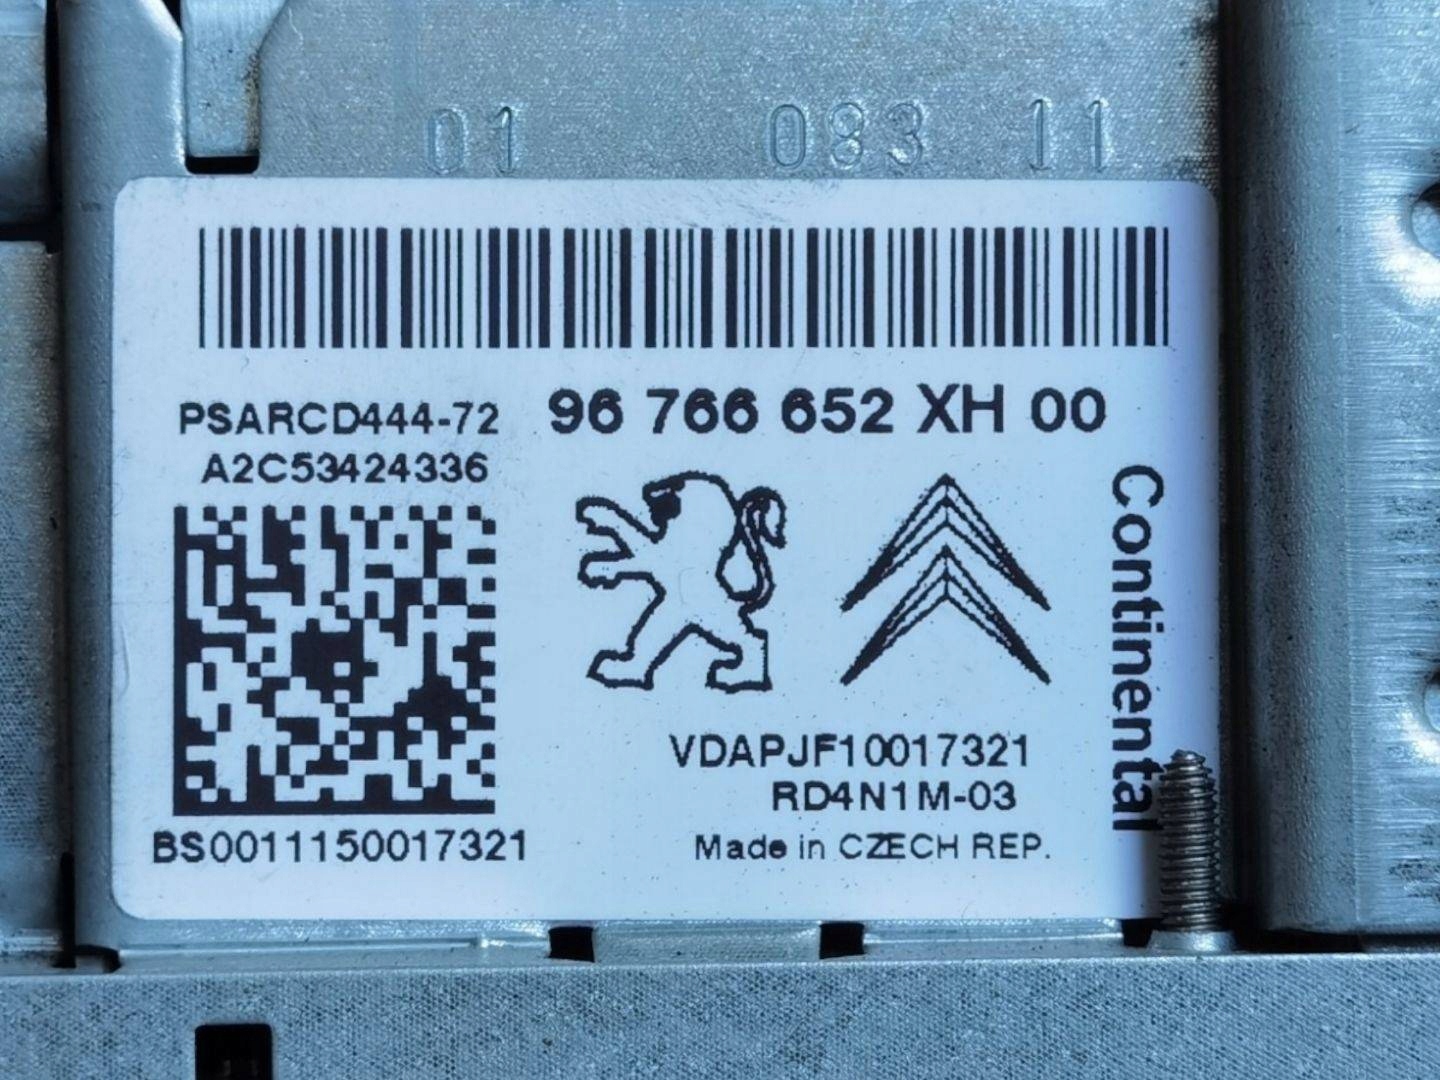 01 083 11
PSARCD444-72 96 766 652 XH 00
A2C53424336
Continental
VDAPJF10017321
RD4N1M-03
BS0011150017321 Made in CZECH REP.